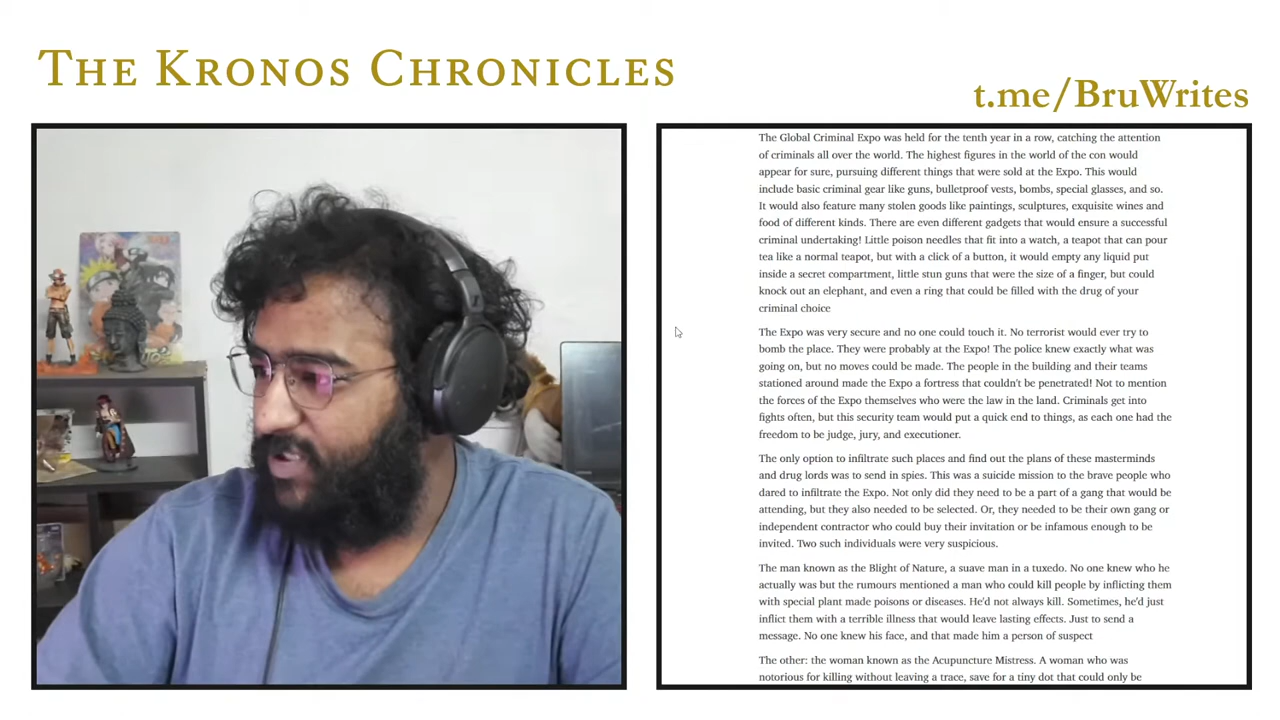 The Kronos Chronicles
t.me/BruWrites
The Global Criminal Expo was held for the tenth year in a row, catching the attention
of criminals all over the world. The highest figures in the world of the con would
appear for sure, pursuing different things that were sold at the Expo. This would
include basic criminal gear like guns, bulletproof vests, bombs, special glasses, and so.
It would also feature many stolen goods like paintings, sculptures, exquisite wines and
food of different kinds. There are even different gadgets that would ensure a successful
criminal undertaking! Little poison needles that fit into a watch, a teapot that can pour
tea like a normal teapot, but with a click of a button, it would empty any liquid put
inside a secret compartment, little stun guns that were the size of a finger, but could
knock out an elephant, and even a ring that could be filled with the drug of your
criminal choice
The Expo was very secure and no one could touch it. No terrorist would ever try to
bomb the place. They were probably at the Expo! The police knew exactly what was
going on, but no moves could be made. The people in the building and their teams
stationed around made the Expo a fortress that couldn't be penetrated! Not to mention
the forces of the Expo themselves who were the law in the land. Criminals get into
fights often, but this security team would put a quick end to things, as each one had the
freedom to be judge, jury, and executioner.
The only option to infiltrate such places and find out the plans of these masterminds
and drug lords was to send in spies. This was a suicide mission to the brave people who
dared to infiltrate the Expo. Not only did they need to be a part of a gang that would be
attending, but they also needed to be selected. Or, they needed to be their own gang or
independent contractor who could buy their invitation or be infamous enough to be
invited. Two such individuals were very suspicious.
The man known as the Blight of Nature, a suave man in a tuxedo. No one knew who he
actually was but the rumours mentioned a man who could kill people by inflicting them
with special plant made poisons or diseases. He'd not always kill. Sometimes, he'd just
inflict them with a terrible illness that would leave lasting effects. Just to send a
message. No one knew his face, and that made him a person of suspect
The other: the woman known as the Acupuncture Mistress. A woman who was
notorious for killing without leaving a trace, save for a tiny dot that could only be